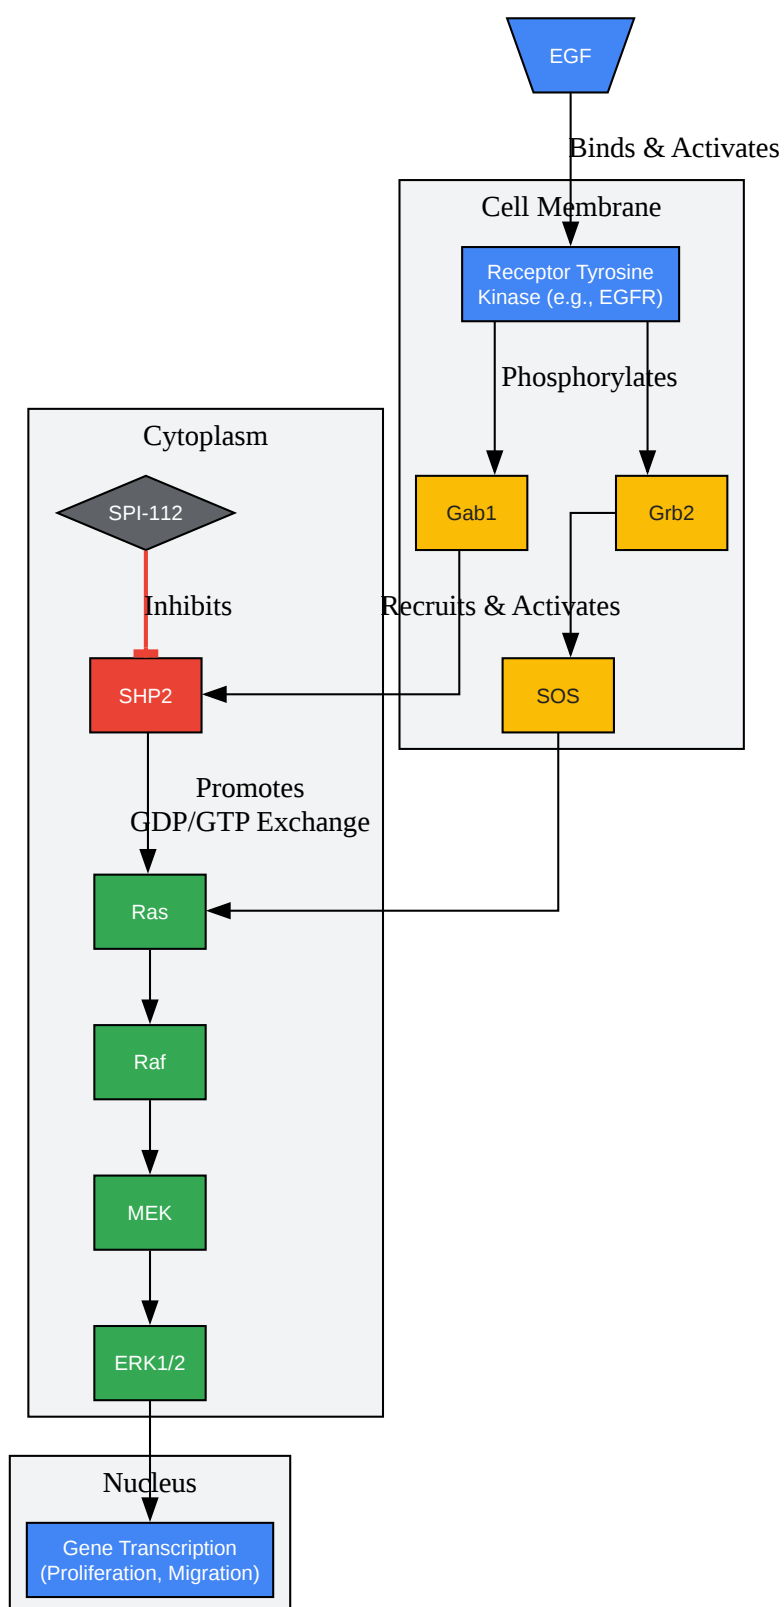 EGF
Binds & Activates
Cell Membrane
Receptor Tyrosine
Kinase (e.g., EGFR)
Phosphorylates
Cytoplasm
SPI-112
Gab1
Grb2
Inhibits
Recruits & Activates
SHP2
SOS
Promotes
GDP/GTP Exchange
Ras
Raf
MEK
ERK1/2
Nucleus
Gene Transcription
(Proliferation, Migration)